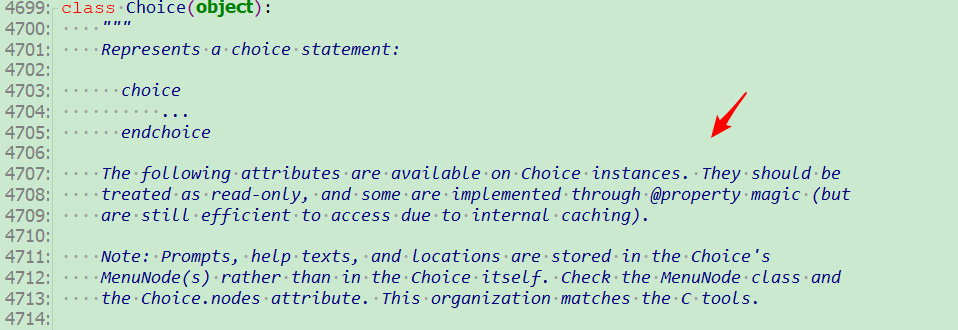 4699: class Choice(object):
4700:     """
4701:     Represents a choice statement:
4702:
4703:       choice
4704:           ...
4705:       endchoice
4706:
4707:     The following attributes are available on Choice instances. They should be
4708:     treated as read-only, and some are implemented through @property magic (but
4709:     are still efficient to access due to internal caching).
4710:
4711:     Note: Prompts, help texts, and locations are stored in the Choice's
4712:     MenuNode(s) rather than in the Choice itself. Check the MenuNode class and
4713:     the Choice.nodes attribute. This organization matches the C tools.
4714: